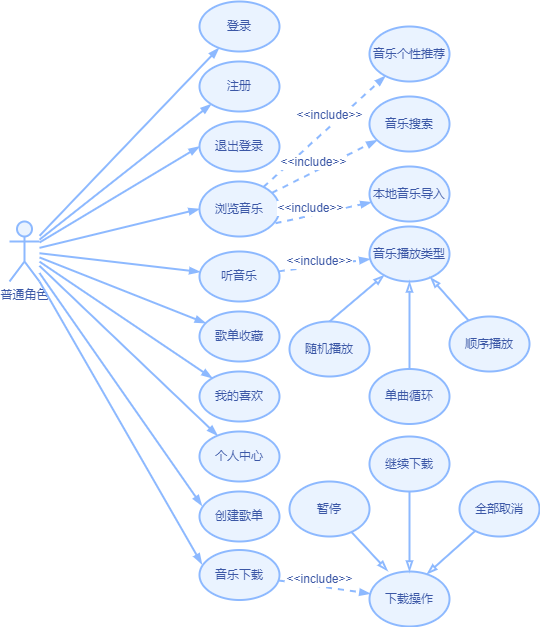 登录
注册
退出登录
浏览音乐
听音乐
歌单收藏
我的喜欢
个人中心
创建歌单
音乐下载
普通角色
<<include>>
<<include>>
<<include>>
<<include>>
<<include>>
音乐个性推荐
音乐搜索
本地音乐导入
音乐播放类型
随机播放
单曲循环
顺序播放
继续下载
暂停
全部取消
下载操作